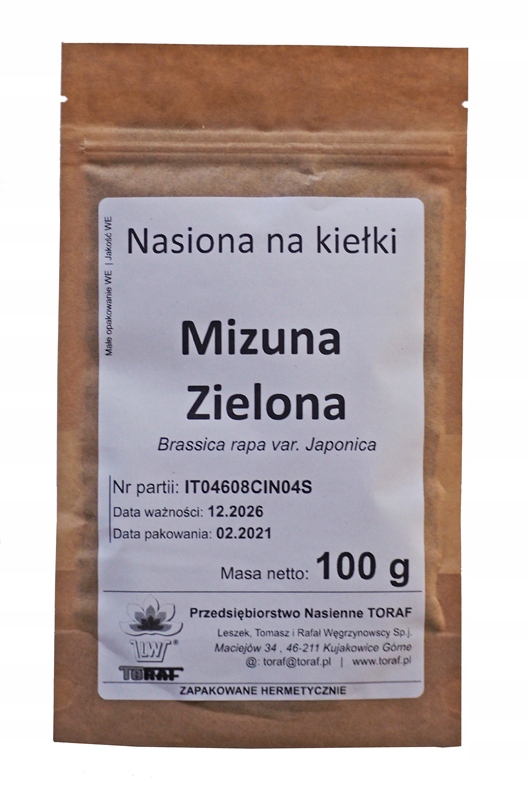 Małe opakowanie WE | Jakość WE
Nasiona na kiełki
Mizuna
Zielona
Brassica rapa var. Japonica
Nr partii: IT04608CIN04S
Data ważności: 12.2026
Data pakowania: 02.2021
Masa netto: 100 g
LWT®
TORAF
Przedsiębiorstwo Nasienne TORAF
Leszek, Tomasz i Rafał Węgrzynowscy Sp.j.
Maciejów 34 , 46-211 Kujakowice Górne
@: toraf@toraf.pl | www.toraf.pl
ZAPAKOWANE HERMETYCZNIE